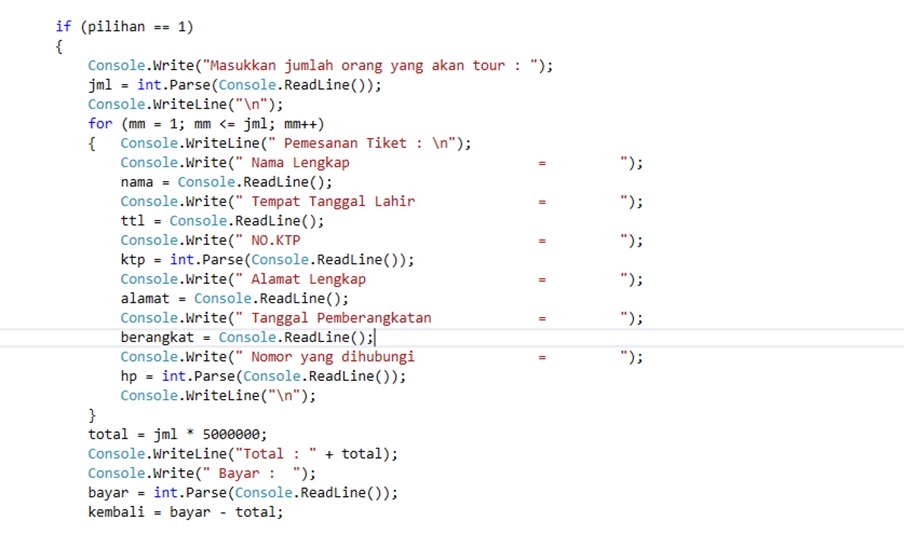 if (pilihan == 1)
{
Console.Write("Masukkan jumlah orang yang akan tour : ");
jml = int.Parse(Console.ReadLine());
Console.WriteLine("\n");
for (mm = 1; mm <= jml; mm++)
{   Console.WriteLine(" Pemesanan Tiket : \n");
Console.Write(" Nama Lengkap                       =         ");
nama = Console.ReadLine();
Console.Write(" Tempat Tanggal Lahir               =         ");
ttl = Console.ReadLine();
Console.Write(" NO.KTP                             =         ");
ktp = int.Parse(Console.ReadLine());
Console.Write(" Alamat Lengkap                     =         ");
alamat = Console.ReadLine();
Console.Write(" Tanggal Pemberangkatan             =         ");
berangkat = Console.ReadLine();
Console.Write(" Nomor yang dihubungi               =         ");
hp = int.Parse(Console.ReadLine());
Console.WriteLine("\n");
}
total = jml * 5000000;
Console.WriteLine("Total : " + total);
Console.Write(" Bayar :  ");
bayar = int.Parse(Console.ReadLine());
kembali = bayar - total;